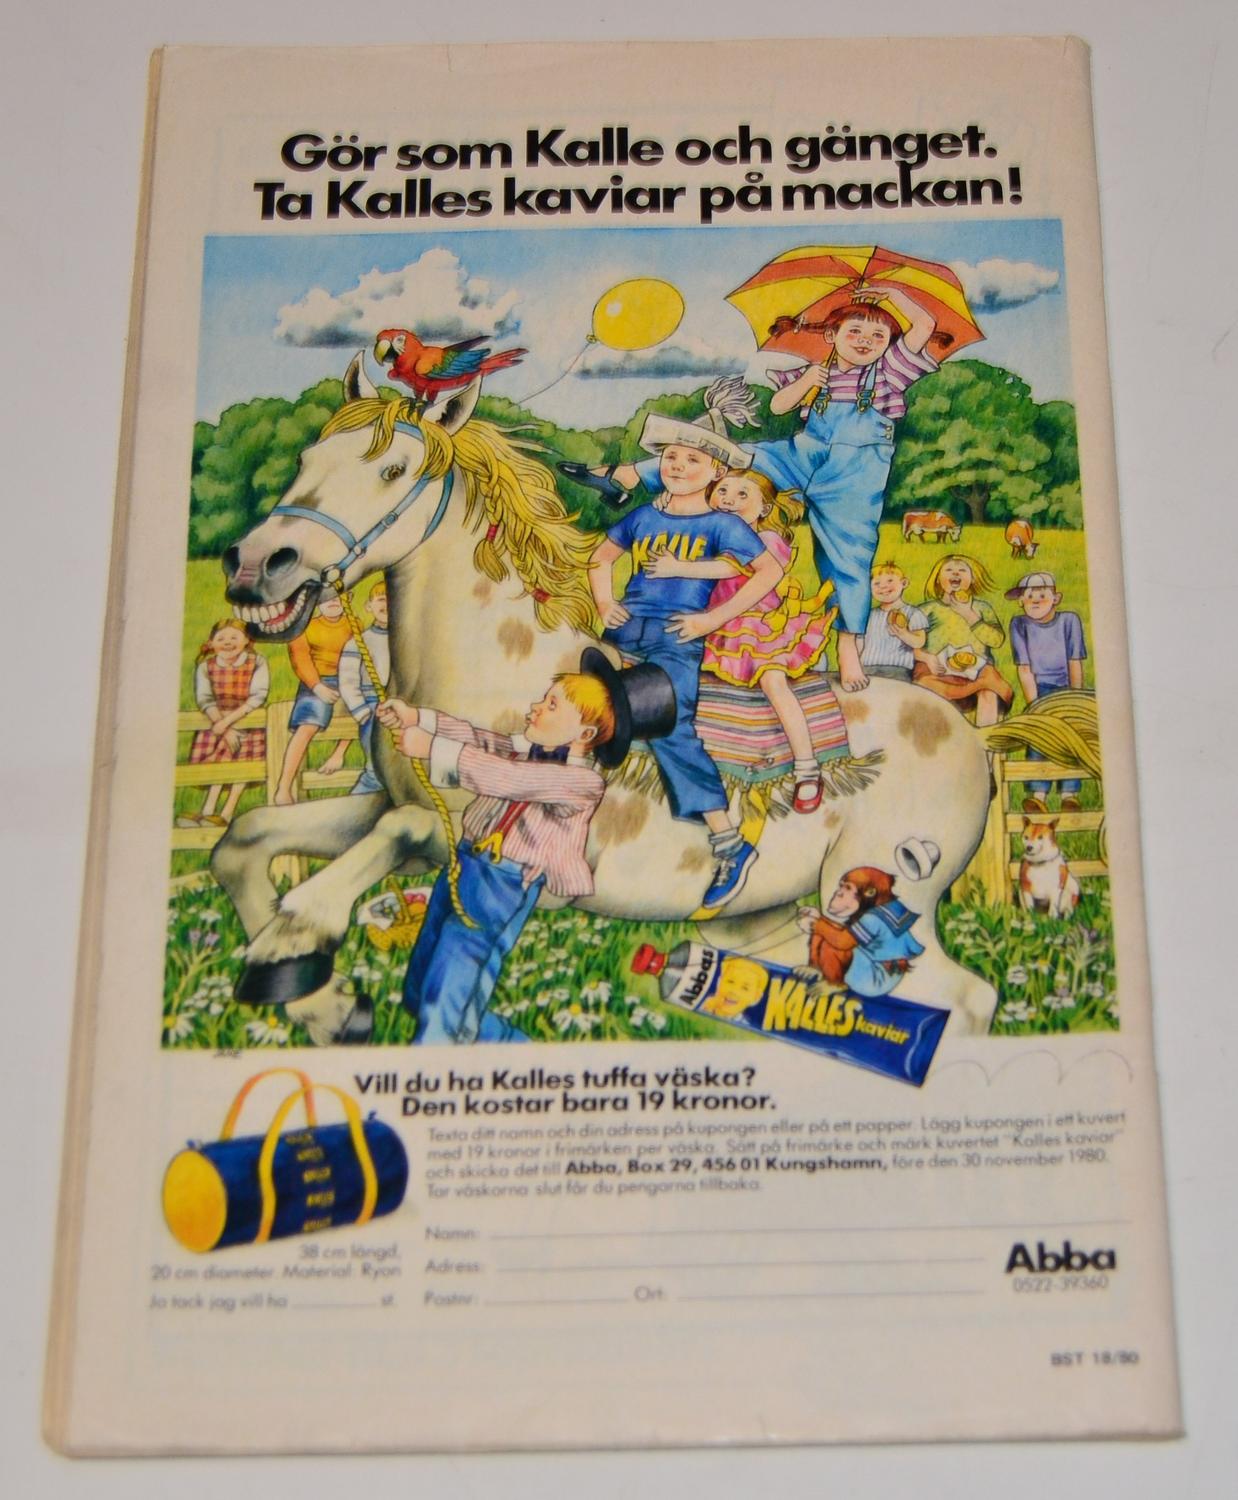 Gör som Kalle och gänget.
Ta Kalles kaviar på mackan!
KALLE
Abbas
KALLES kaviar
Vill du ha Kalles tuffa väska?
Den kostar bara 19 kronor.
Texta ditt namn och din adress på kupongen eller på ett papper. Lägg kupongen i ett kuvert
med 19 kronor i frimärken per väska. Sätt på frimärke och märk kuvertet "Kalles kaviar"
och skicka det till Abba, Box 29, 456 01 Kungshamn, före den 30 november 1980.
Tar väskorna slut får du pengarna tillbaka.
38 cm längd,
20 cm diameter. Material: Ryon
Ja tack jag vill ha st.
Namn:
Adress:
Postnr: Ort:
Abba
0522-39360
BST 18/80